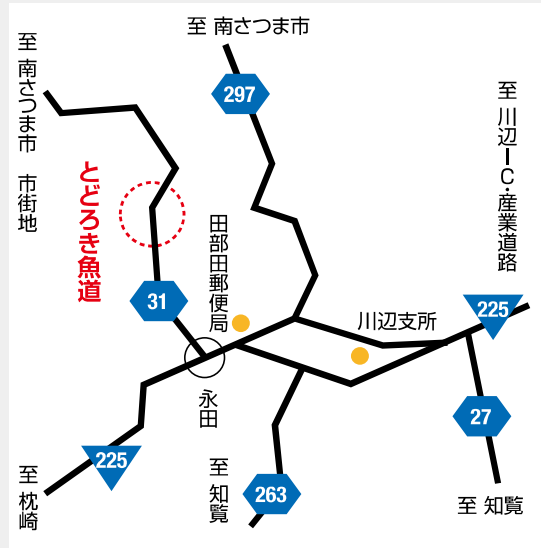 至 南さつま市
至 南さつま市 市街地
297
至 川辺IC・産業道路
とどろき魚道
田部田郵便局
31
225
川辺支所
永田
27
225
至 枕崎
至 知覧
263
至 知覧